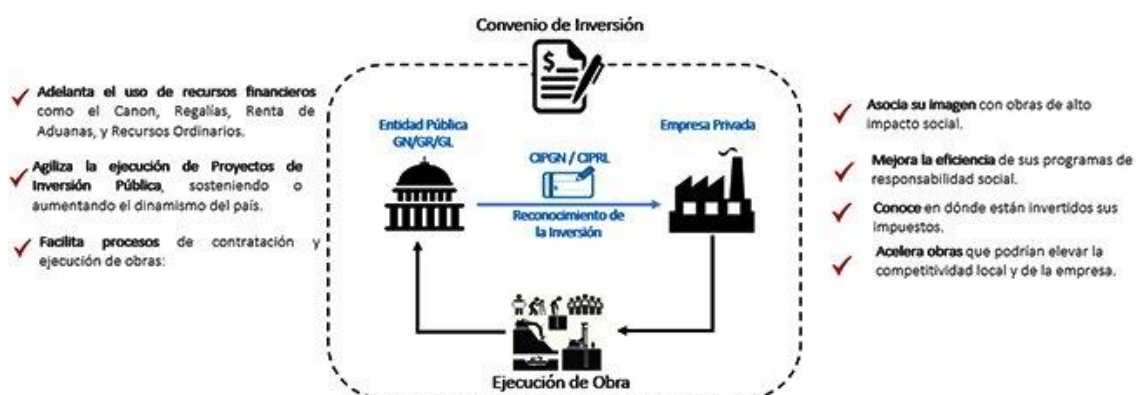 Convenio de Inversión
$
Adelanta el uso de recursos financieros
como el Canon, Regalías, Renta de
Aduanas, y Recursos Ordinarios.
Agiliza la ejecución de Proyectos de
Inversión Pública, sosteniendo o
aumentando el dinamismo del país.
Facilita procesos de contratación y
ejecución de obras:
Entidad Pública
GN/GR/GL
CIPGN / CIPRL
Reconocimiento de
la Inversión
Empresa Privada
Ejecución de Obra
Asocia su imagen con obras de alto
impacto social.
Mejora la eficiencia de sus programas de
responsabilidad social.
Conoce en dónde están invertidos sus
impuestos.
Acelera obras que podrían elevar la
competitividad local y de la empresa.